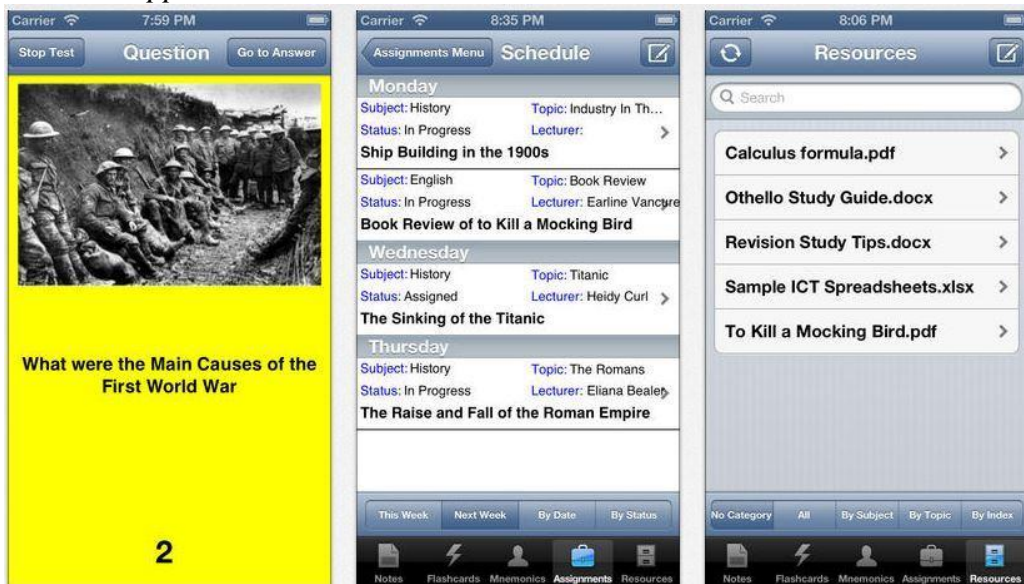 Carrier 7:59 PM
Stop Test Question Go to Answer
What were the Main Causes of the
First World War
2
Carrier 8:35 PM
Assignments Menu Schedule
Monday
Subject: History Topic: Industry In Th...
Status: In Progress Lecturer:
Ship Building in the 1900s
Subject: English Topic: Book Review
Status: In Progress Lecturer: Earline Vancure
Book Review of to Kill a Mocking Bird
Wednesday
Subject: History Topic: Titanic
Status: Assigned Lecturer: Heidy Curl
The Sinking of the Titanic
Thursday
Subject: History Topic: The Romans
Status: In Progress Lecturer: Eliana Bealer
The Raise and Fall of the Roman Empire
This Week Next Week By Date By Status
Notes Flashcards Mnemonics Assignments Resources
Carrier 8:06 PM
Resources
Search
Calculus formula.pdf
Othello Study Guide.docx
Revision Study Tips.docx
Sample ICT Spreadsheets.xlsx
To Kill a Mocking Bird.pdf
No Category All By Subject By Topic By Index
Notes Flashcards Mnemonics Assignments Resources